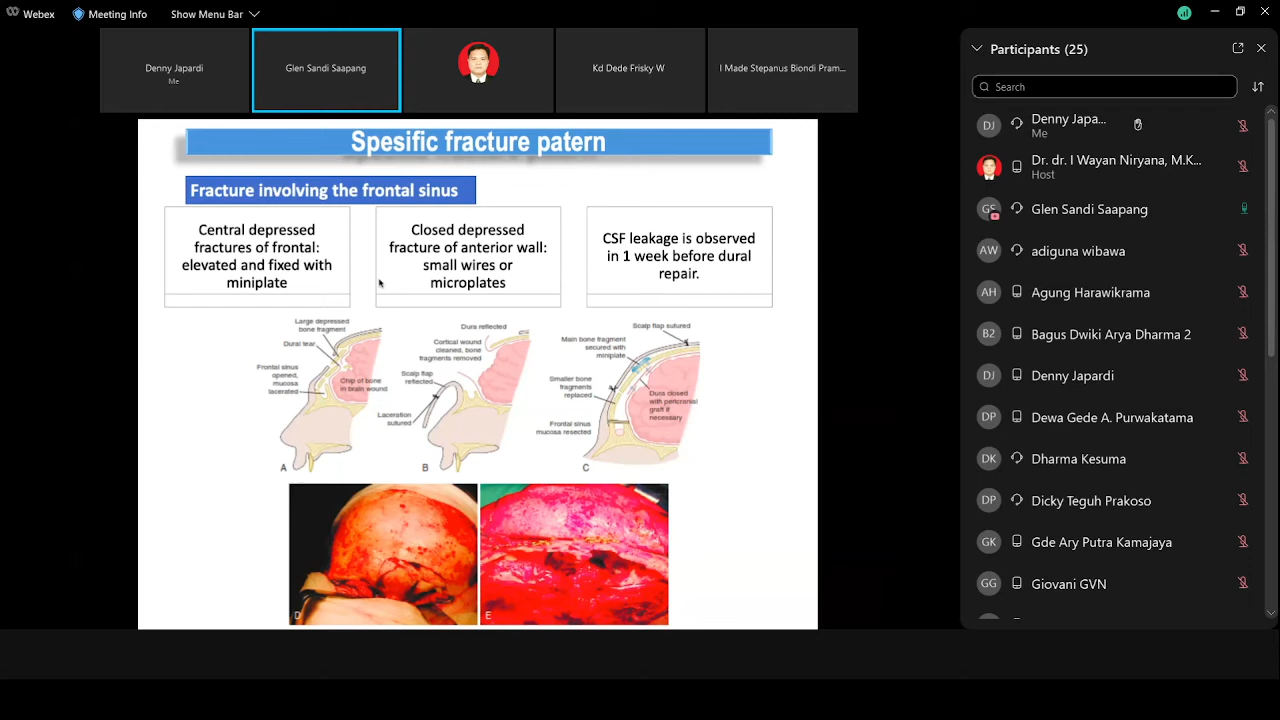 Webex
Meeting Info
Show Menu Bar
Denny Japardi
Me
Glen Sandi Saapang
Kd Dede Frisky W
I Made Stepanus Biondi Pram...
Spesific fracture patern
Fracture involving the frontal sinus
Central depressed
fractures of frontal:
elevated and fixed with
miniplate
Closed depressed
fracture of anterior wall:
small wires or
microplates
CSF leakage is observed
in 1 week before dural
repair.
Large depressed
bone fragment
Dural tear
Frontal sinus
opened,
mucosa
lacerated
Chip of bone
in brain wound
A
Dura reflected
Cortical wound
cleaned, bone
fragments removed
Scalp flap
reflected
Laceration
sutured
B
Scalp flap sutured
Main bone fragment
secured with
miniplate
Smaller bone
fragments
replaced
Dura closed
with pericranial
graft if
necessary
Frontal sinus
mucosa resected
C
D
E
Participants (25)
Search
DJ
Denny Japa...
Me
Dr. dr. I Wayan Niryana, M.K...
Host
GS
Glen Sandi Saapang
AW
adiguna wibawa
AH
Agung Harawikrama
B2
Bagus Dwiki Arya Dharma 2
DJ
Denny Japardi
DP
Dewa Gede A Purwakatama
DK
Dharma Kesuma
DP
Dicky Teguh Prakoso
GK
Gde Ary Putra Kamajaya
GG
Giovani GVN